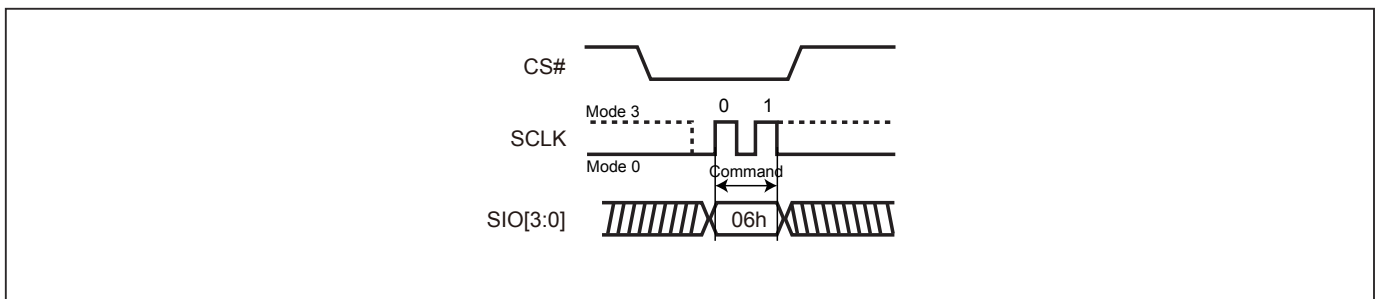 CS#
Mode 3
0 1
SCLK
Mode 0
Command
SIO[3:0]
06h